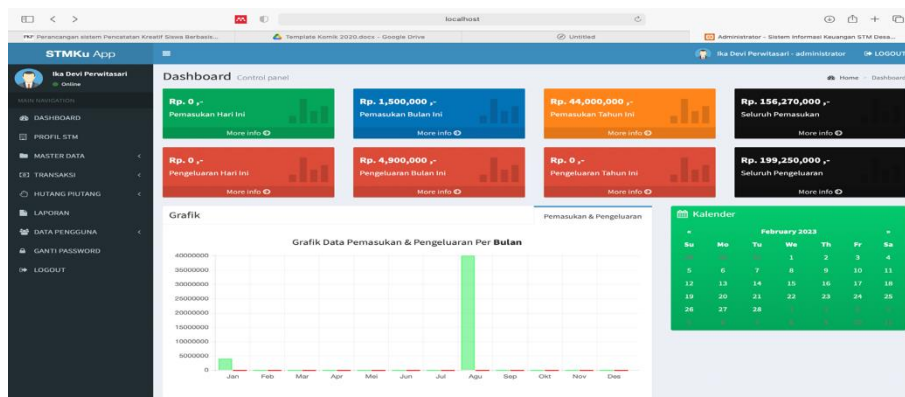 localhost
Perancangan sistem Pencatatan Kreatif Siswa Berbasis...
Template Komik 2020.docx - Google Drive
Untitled
Administrator - Sistem Informasi Keuangan STM Desa...
STMKu App
Ika Devi Perwitasari - administrator
LOGOUT
Ika Devi Perwitasari
Online
MAIN NAVIGATION
DASHBOARD
PROFIL STM
MASTER DATA
TRANSAKSI
HUTANG PIUTANG
LAPORAN
DATA PENGGUNA
GANTI PASSWORD
LOGOUT
Dashboard Control panel
Home > Dashboard
Rp. 0 ,-
Pemasukan Hari Ini
More info
Rp. 1,500,000 ,-
Pemasukan Bulan Ini
More info
Rp. 44,000,000 ,-
Pemasukan Tahun Ini
More info
Rp. 156,270,000 ,-
Seluruh Pemasukan
More info
Rp. 0 ,-
Pengeluaran Hari Ini
More info
Rp. 4,900,000 ,-
Pengeluaran Bulan Ini
More info
Rp. 0 ,-
Pengeluaran Tahun Ini
More info
Rp. 199,250,000 ,-
Seluruh Pengeluaran
More info
Grafik
Pemasukan & Pengeluaran
Grafik Data Pemasukan & Pengeluaran Per Bulan
40000000
35000000
30000000
25000000
20000000
15000000
10000000
5000000
0
Jan Feb Mar Apr Mei Jun Jul Agu Sep Okt Nov Des
Kalender
« February 2023 »
Su Mo Tu We Th Fr Sa
1 2 3 4
5 6 7 8 9 10 11
12 13 14 15 16 17 18
19 20 21 22 23 24 25
26 27 28